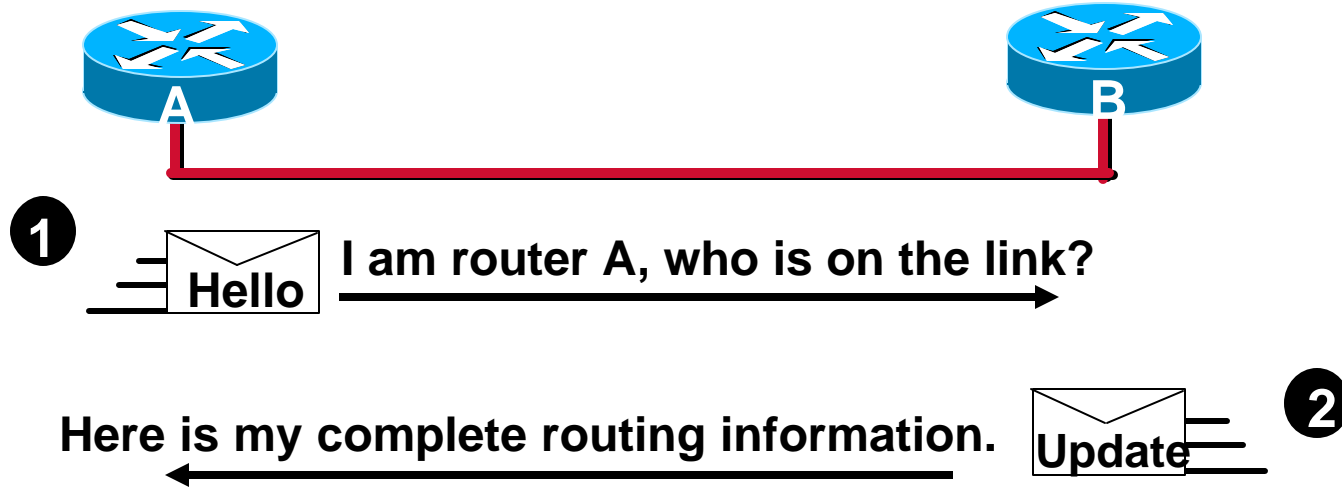 A
B
1
I am router A, who is on the link?
Hello
2
Here is my complete routing information.
Update